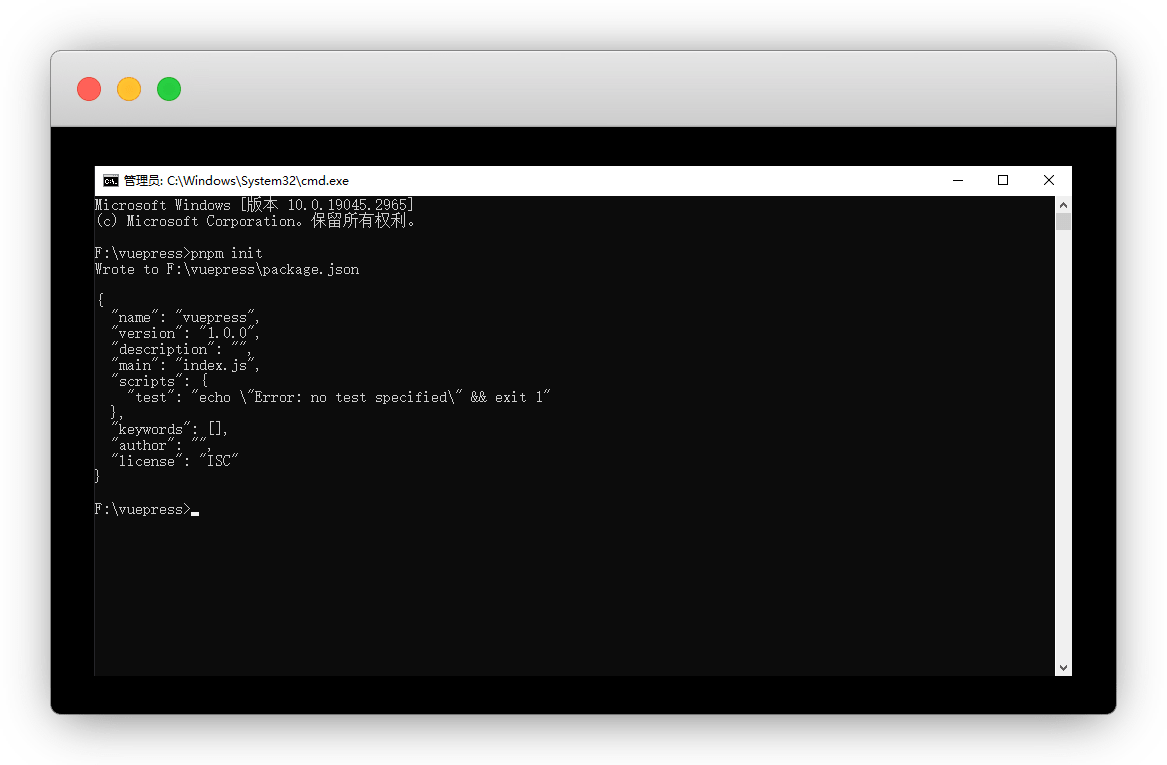 管理员: C:\Windows\System32\cmd.exe
Microsoft Windows [版本 10.0.19045.2965]
(c) Microsoft Corporation。保留所有权利。
F:\vuepress>pnpm init
Wrote to F:\vuepress\package.json
{
  "name": "vuepress",
  "version": "1.0.0",
  "description": "",
  "main": "index.js",
  "scripts": {
    "test": "echo \"Error: no test specified\" && exit 1"
  },
  "keywords": [],
  "author": "",
  "license": "ISC"
}
F:\vuepress>